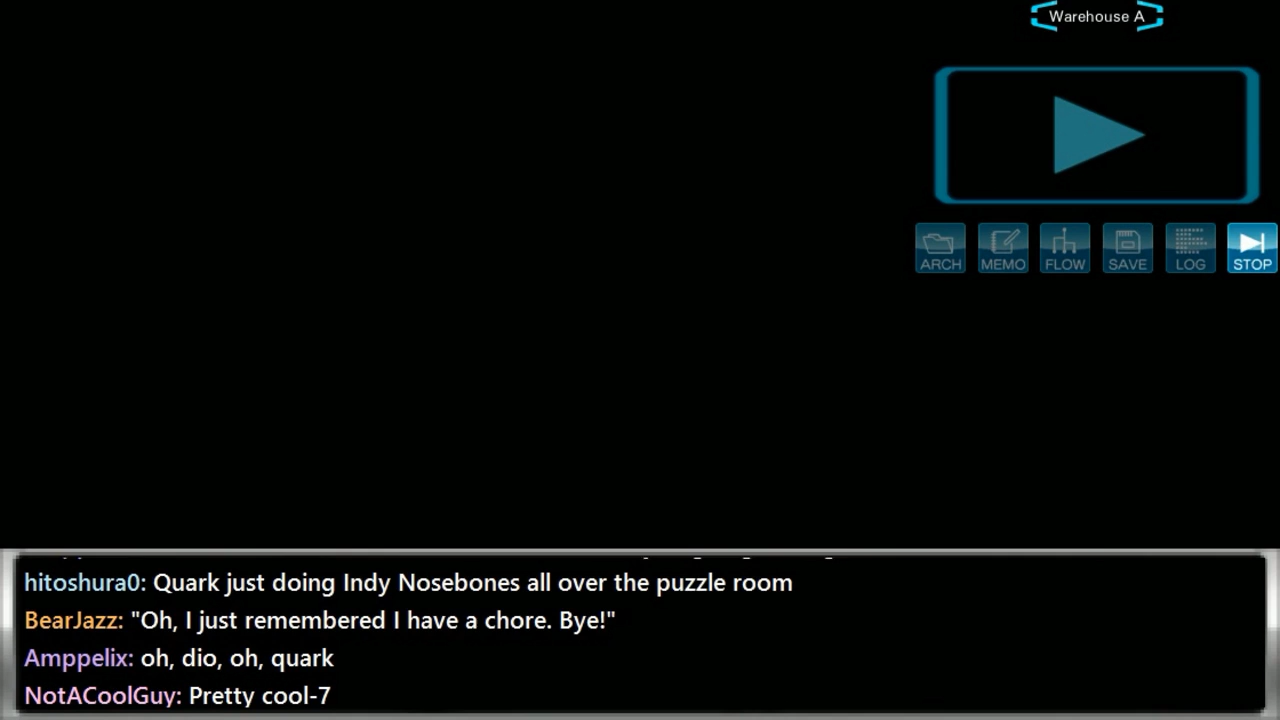 Warehouse A
ARCH MEMO FLOW SAVE LOG STOP
hitoshura0: Quark just doing Indy Nosebones all over the puzzle room
BearJazz: "Oh, I just remembered I have a chore. Bye!"
Amppelix: oh, dio, oh, quark
NotACoolGuy: Pretty cool-7